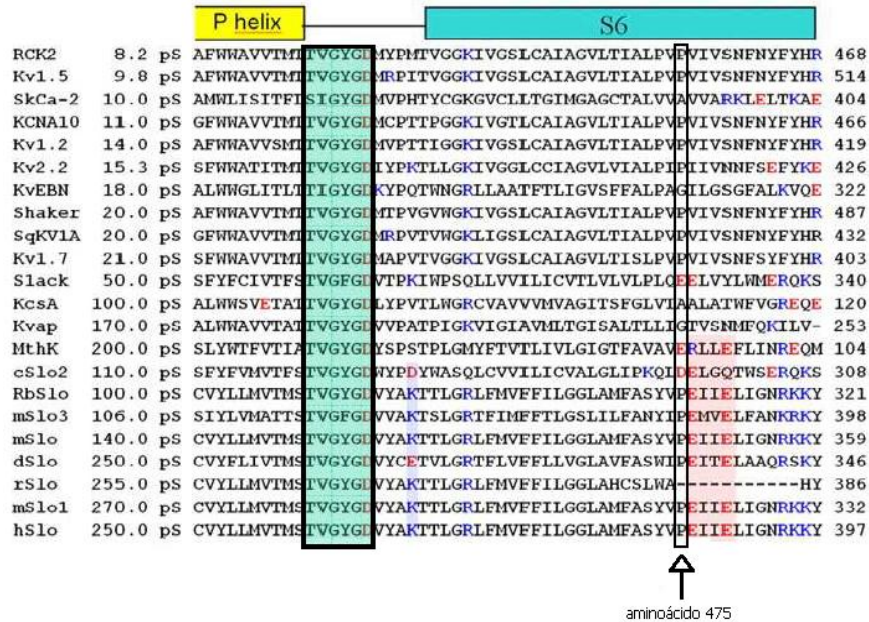 P helix S6
RCK2 8.2 pS AFWWAVVTMTTVGYGDMYPMTVGGKIVGSLCAIAGVLTIALPVPVIVSNFNYFYHR 468
Kv1.5 9.8 pS AFWWAVVTMTTVGYGDMRPITVGGKIVGSLCAIAGVLTIALPVPVIVSNFNYFYHR 514
SkCa-2 10.0 pS AMWLISITFLSIGYGDMVPHTYCGKGVCLLTGIMGAGCTALVVAVVARKLELTKAE 404
KCNA10 11.0 pS GFWWAVVTMTTVGYGDMCPTTPGGKIVGTLCAIAGVLTIALPVPVIVSNFNYFYHR 466
Kv1.2 14.0 pS AFWWAVVSMTTVGYGDMVPTTIGGKIVGSLCAIAGVLTIALPVPVIVSNFNYFYHR 419
Kv2.2 15.3 pS SFWWATITMTTVGYGDIYPKTLLGKIVGGLCCIAGVLVIALPIPIIVNNFSEFYKE 426
KvEBN 18.0 pS ALWWGLITLTTIGYGDKYPQTWNGRLLAATFTLIGVSFFALPAGILGSGFALKVQE 322
Shaker 20.0 pS AFWWAVVTMTTVGYGDMTPVGVWGKIVGSLCAIAGVLTIALPVPVIVSNFNYFYHR 487
SqKV1A 20.0 pS GFWWAVVTMTTVGYGDMRPVTVWGKLVGSLCAIAGVLTIALPVPVIVSNFNYFYHR 432
Kv1.7 21.0 pS AFWWAVVTMTTVGYGDMAPVTVGGKIVGSLCAIAGVLTISLPVPVIVSNFSYFYHR 403
Slack 50.0 pS SFYFCIVTFSTVGFGDVTPKIWPSQLLVVILICVTLVVLPLQEELVYLWMERQKS 340
KcsA 100.0 pS ALWWSVETATTVGYGDLYPVTLWGRCVAVVVMVAGITSFGLVTAALATWFVGREQE 120
Kvap 170.0 pS ALWWAVVTATTVGYGDVVPATPIGKVIGIAVMLTGISALTLLIGTVSNMFQKILV- 253
MthK 200.0 pS SLYWTFVTIATVGYGDYSPSTPLGMYFTVTLIVLGIGTFAVAVERLLEFLINREQM 104
cSlo2 110.0 pS SFYFVMVTFSTVGYGDWYPDYWASQLCVVILICVALGLIPKQLDELGQTWSERQKS 308
RbSlo 100.0 pS CVYLLMVTMSTVGYGDVYAKTTLGRLFMVFFILGGLAMFASYVPEIIELIGNRKKY 321
mSlo3 106.0 pS SIYLVMATTSTVGFGDVVAKTSLGRTFIMFFTLGSLILFANYIPEMVELFANKRKY 398
mSlo 140.0 pS CVYLLMVTMSTVGYGDVYAKTTLGRLFMVFFILGGLAMFASYVPEIIELIGNRKKY 359
dSlo 250.0 pS CVYFLIVTMSTVGYGDVYCETVLGRTFLVFFLLVGLAVFASWIPEITELAAQRSKY 346
rSlo 255.0 pS CVYLLMVTMSTVGYGDVYAKTTLGRLFMVFFILGGLAHCSLWA-----------HY 386
mSlo1 270.0 pS CVYLLMVTMSTVGYGDVYAKTTLGRLFMVFFILGGLAMFASYVPEIIELIGNRKKY 332
hSlo 250.0 pS CVYLLMVTMSTVGYGDVYAKTTLGRLFMVFFILGGLAMFASYVPEIIELIGNRKKY 397
aminoácido 475